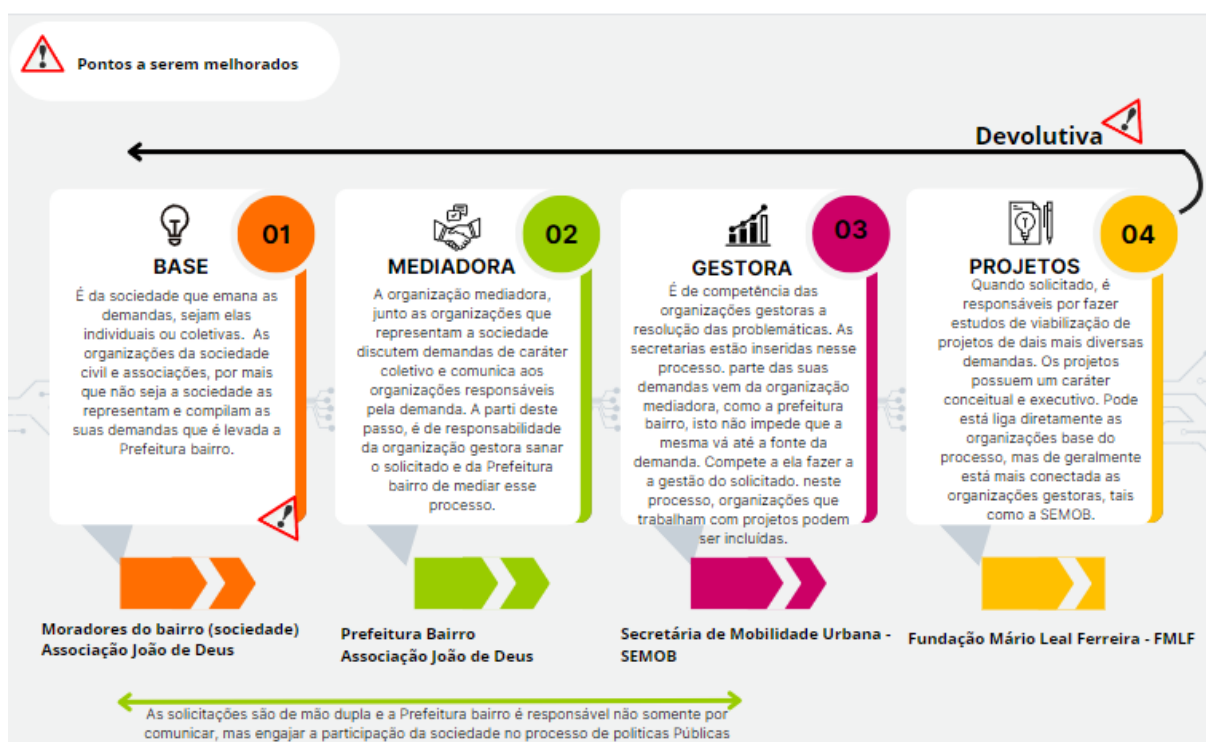 Pontos a serem melhorados
Devolutiva
01
BASE
É da sociedade que emana as
demandas, sejam elas
individuais ou coletivas. As
organizações da sociedade
civil e associações, por mais
que não seja a sociedade as
representam e compilam as
suas demandas que é levada a
Prefeitura bairro.
02
MEDIADORA
A organização mediadora,
junto as organizações que
representam a sociedade
discutem demandas de caráter
coletivo e comunica aos
organizações responsáveis
pela demanda. A parti deste
passo, é de responsabilidade
da organização gestora sanar
o solicitado e da Prefeitura
bairro de mediar esse
processo.
03
GESTORA
É de competência das
organizações gestoras a
resolução das problemáticas. As
secretarias estão inseridas nesse
processo. parte das suas
demandas vem da organização
mediadora, como a prefeitura
bairro, isto não impede que a
mesma vá até a fonte da
demanda. Compete a ela fazer a
a gestão do solicitado. neste
processo, organizações que
trabalham com projetos podem
ser incluídas.
04
PROJETOS
Quando solicitado, é
responsáveis por fazer
estudos de viabilização de
projetos de dais mais diversas
demandas. Os projetos
possuem um caráter
conceitual e executivo. Pode
está liga diretamente as
organizações base do
processo, mas de geralmente
está mais conectada as
organizações gestoras, tais
como a SEMOB.
Moradores do bairro (sociedade)
Associação João de Deus
Prefeitura Bairro
Associação João de Deus
Secretária de Mobilidade Urbana -
SEMOB
Fundação Mário Leal Ferreira - FMLF
As solicitações são de mão dupla e a Prefeitura bairro é responsável não somente por
comunicar, mas engajar a participação da sociedade no processo de politicas Públicas